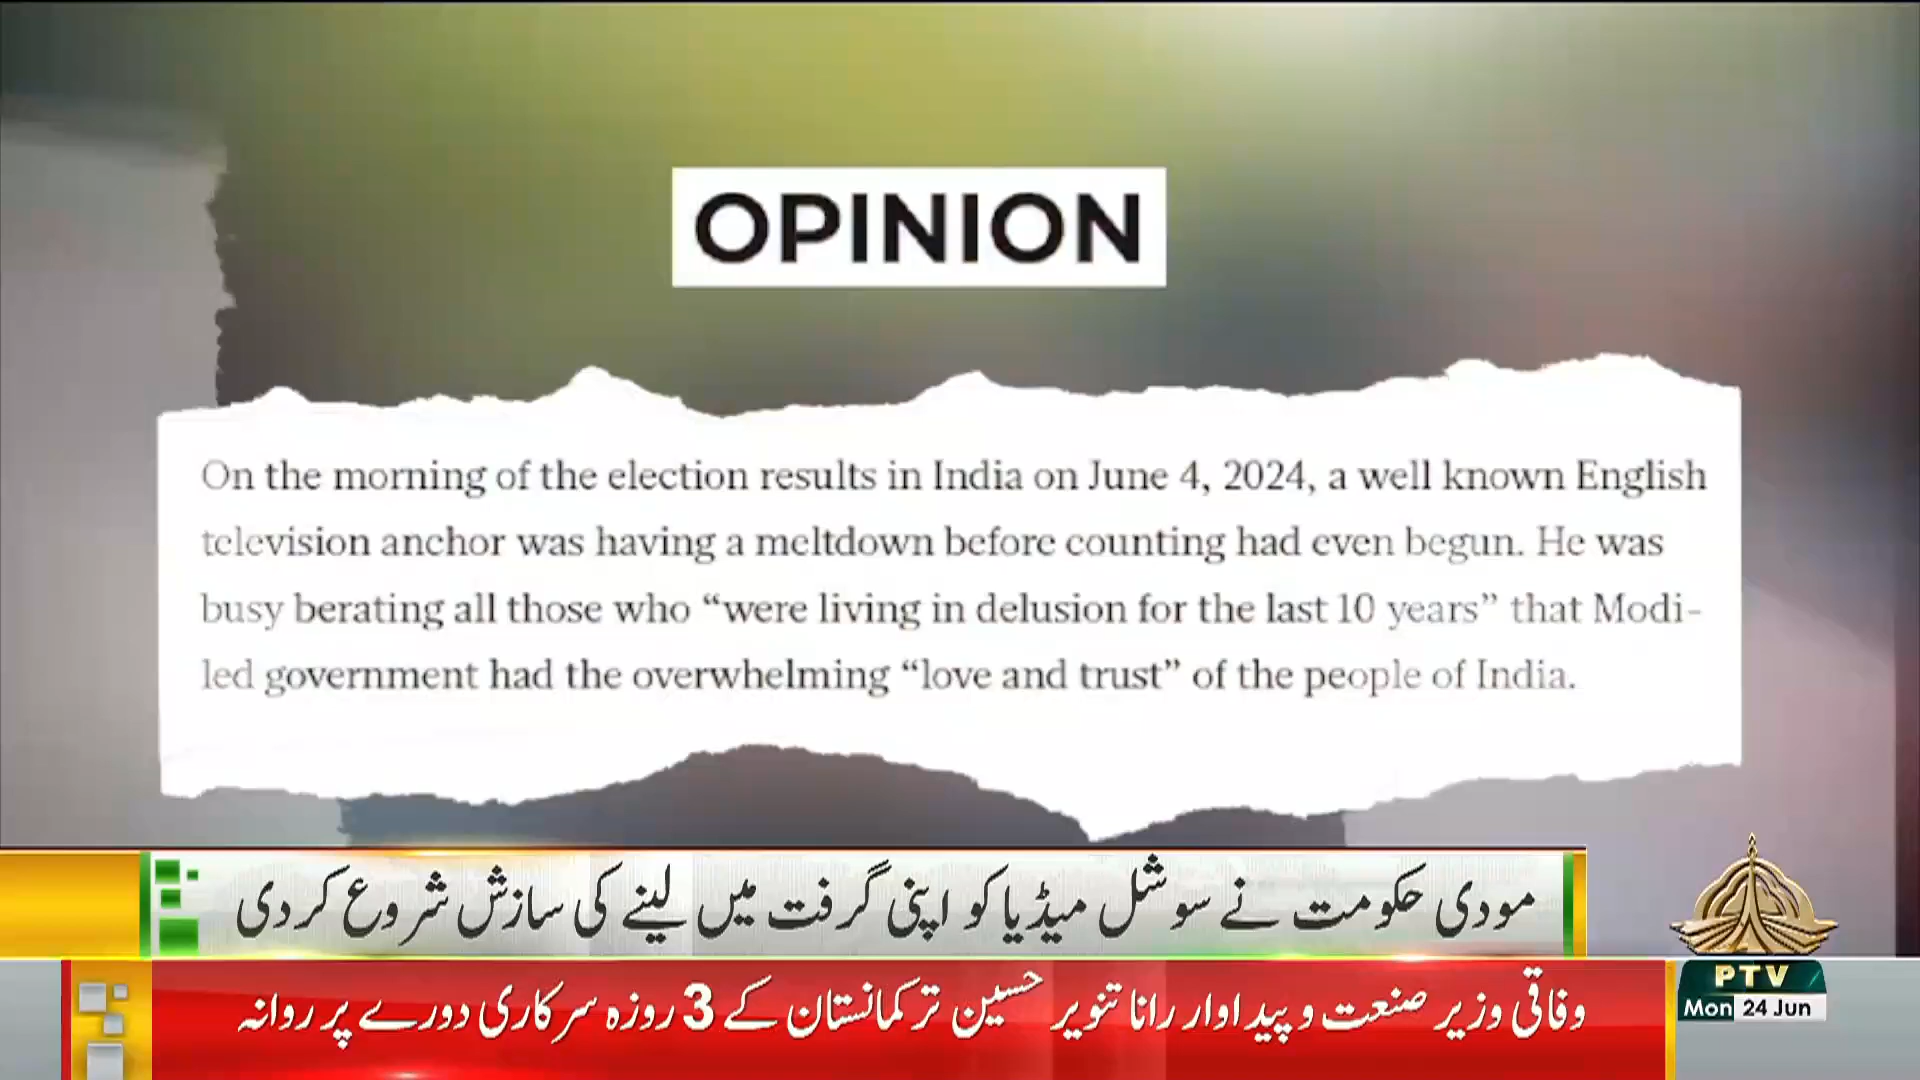 OPINION
On the morning of the election results in India on June 4, 2024, a well known English
television anchor was having a meltdown before counting had even begun. He was
busy berating all those who “were living in delusion for the last 10 years” that Modi-
led government had the overwhelming “love and trust” of the people of India.
مودی حکومت نے سوشل میڈیا کو اپنی گرفت میں لینے کی سازش شروع کر دی
وفاقی وزیر صنعت و پیداوار رانا تنویر حسین ترکمانستان کے 3 روزہ سرکاری دورے پر روانہ
PTV
Mon 24 Jun